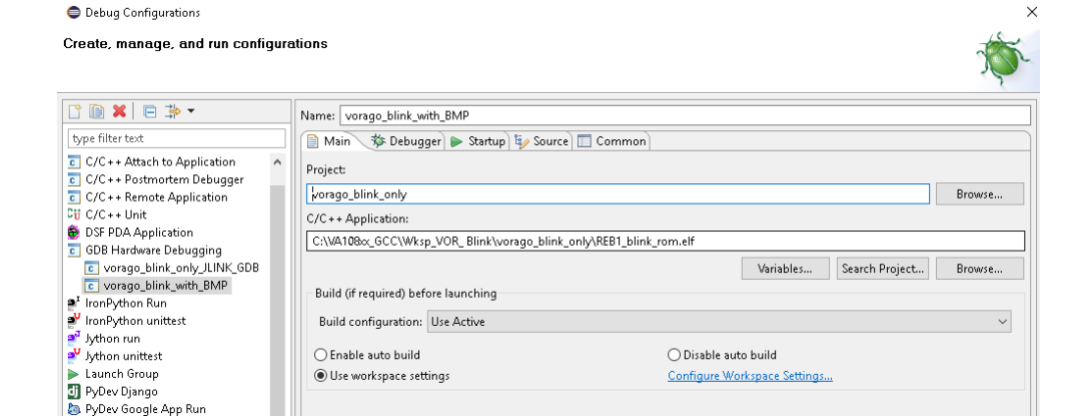 Debug Configurations
Create, manage, and run configurations
type filter text
C/C++ Attach to Application
C/C++ Postmortem Debugger
C/C++ Remote Application
C/C++ Unit
DSF PDA Application
GDB Hardware Debugging
vorago_blink_only_JLINK_GDB
vorago_blink_with_BMP
IronPython Run
IronPython unittest
Jython run
Jython unittest
Launch Group
PyDev Django
PyDev Google App Run
Name: vorago_blink_with_BMP
Main Debugger Startup Source Common
Project:
vorago_blink_only Browse...
C/C++ Application:
C:\VA108xx_GCC\Wksp_VOR_ Blink\vorago_blink_only\REB1_blink_rom.elf
Variables... Search Project... Browse...
Build (if required) before launching
Build configuration: Use Active
Enable auto build Disable auto build
Use workspace settings Configure Workspace Settings...